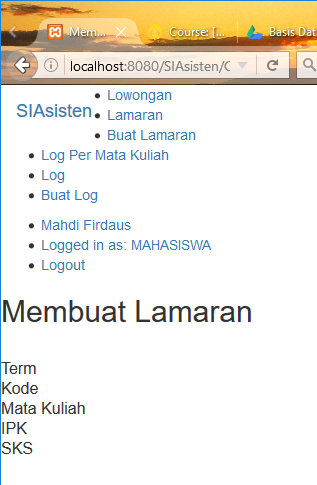 Mem...
Course: [...
Basis Dat
localhost:8080/SIAsisten/C
SIAsisten
Lowongan
Lamaran
Buat Lamaran
Log Per Mata Kuliah
Log
Buat Log
Mahdi Firdaus
Logged in as: MAHASISWA
Logout
Membuat Lamaran
Term
Kode
Mata Kuliah
IPK
SKS